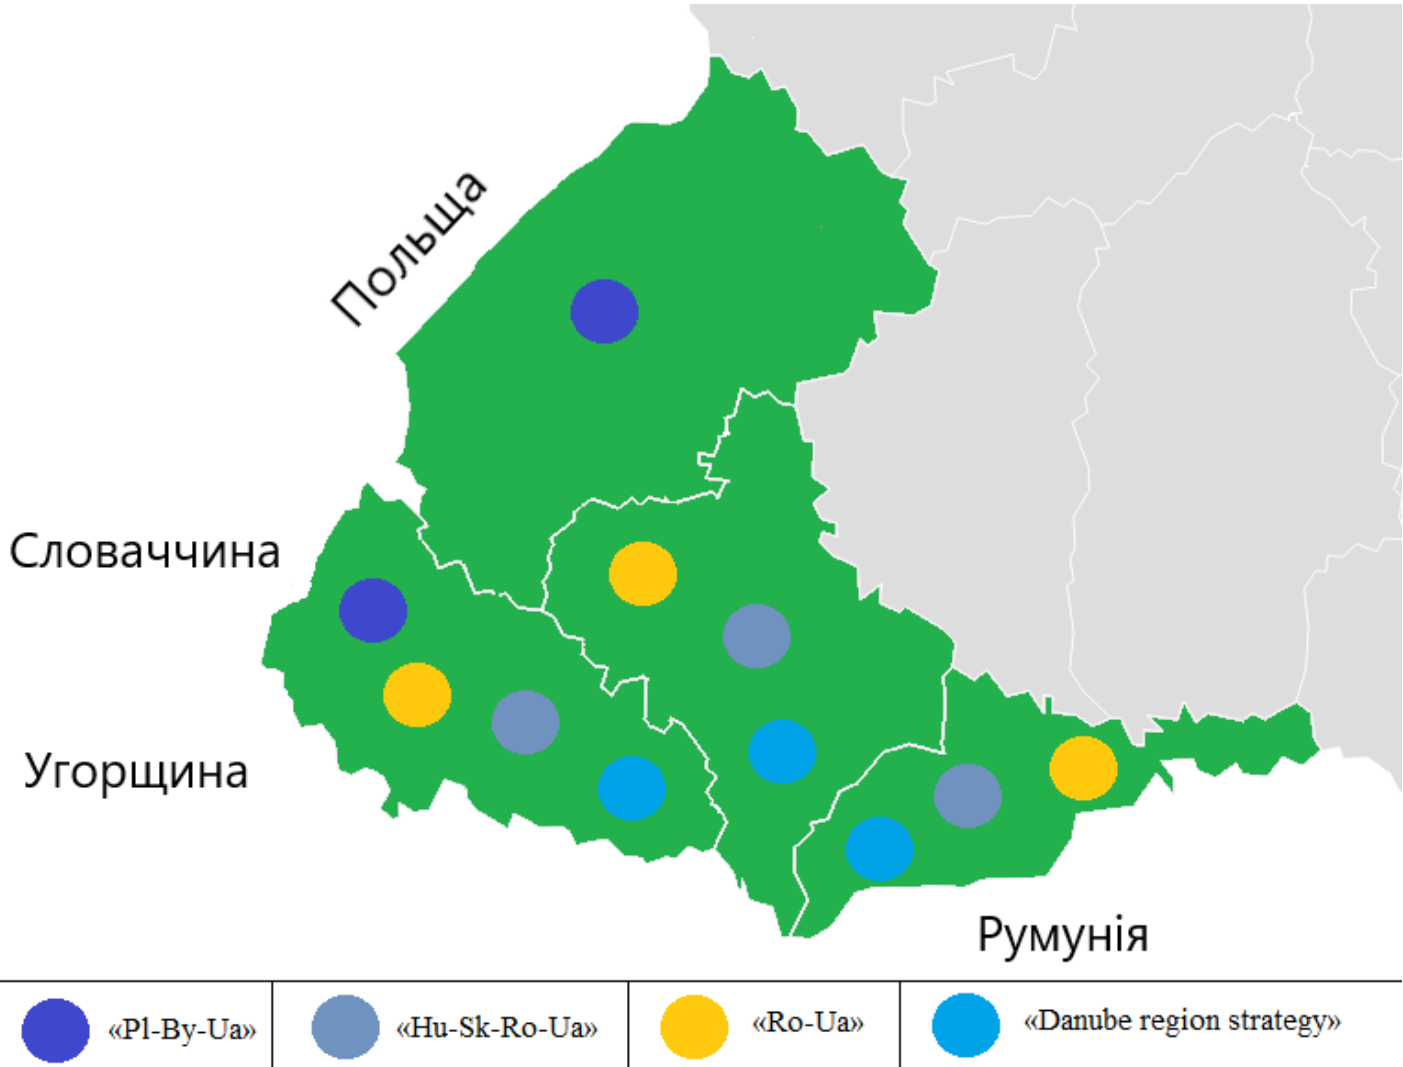 Польща
Словаччина
Угорщина
Румунія
«Pl-By-Ua»
«Hu-Sk-Ro-Ua»
«Ro-Ua»
«Danube region strategy»